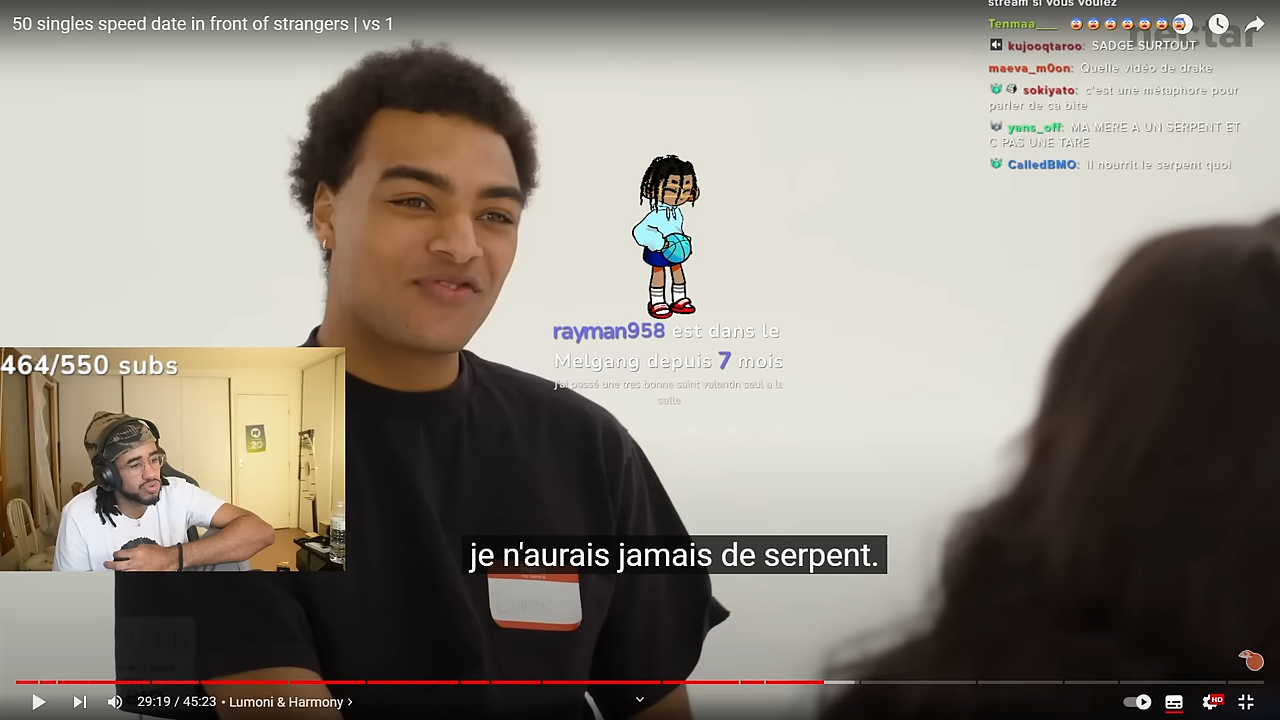 50 singles speed date in front of strangers | vs 1
stream si vous voulez
Tenmaa___:
nectar
kujooqtaroo: SADGE SURTOUT
maeva_m0on: Quelle vidéo de drake
sokiyato: c'est une métaphore pour
parler de ca bite
yans_off: MA MERE A UN SERPENT ET
C PAS UNE TARE
CalledBMO: Il nourrit le serpent quoi
rayman958 est dans le
Melgang depuis 7 mois
j'ai passé une tres bonne saint valentin seul a la
salle
464/550 subs
20
je n'aurais jamais de serpent.
29:19 / 45:23 • Lumoni & Harmony
HD